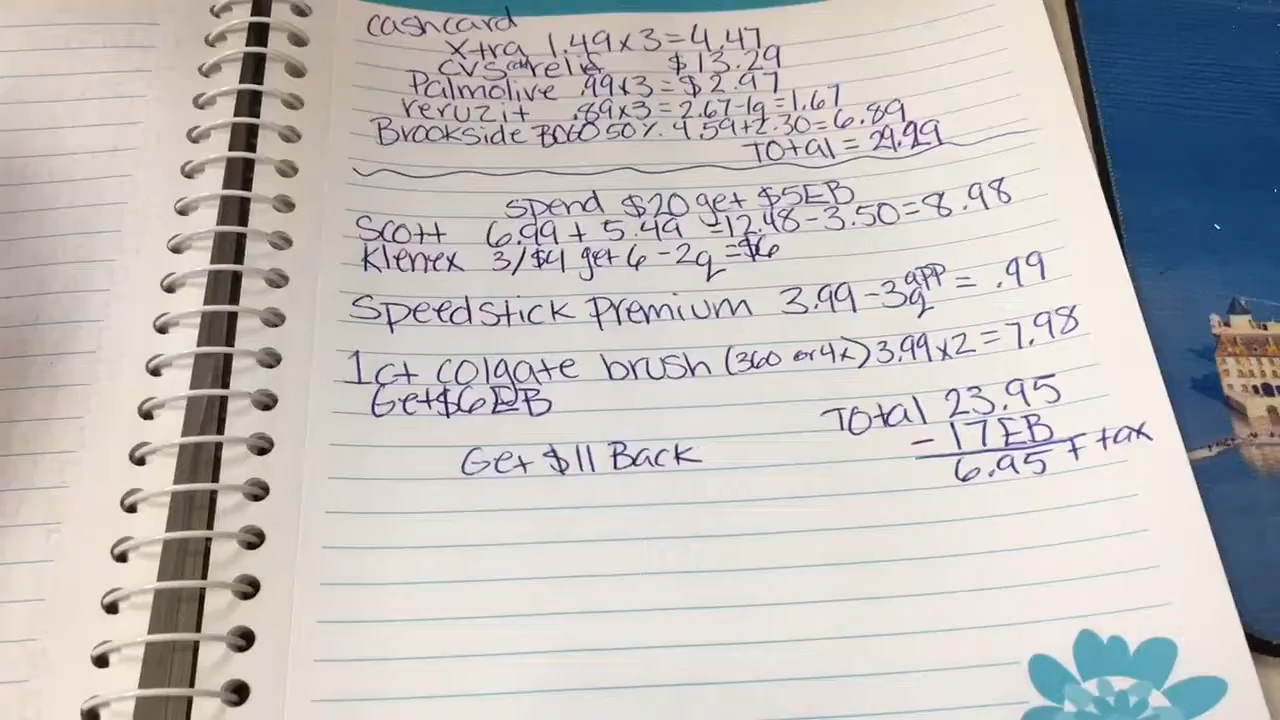 cashcard
Xtra 1.49x3=4.47
CVS $13.29
Palmolive .99x3=$2.97
reruzit .89x3=2.67-1q=1.67
Brookside BOGO 50% 4.59+2.30=6.89
Total = 29.29
spend $20 get $5EB
Scott 6.99+5.49=12.48-3.50=8.98
Klenex 3/$4 get 6-2q=$6
Speedstick premium 3.99-3q app=.99
1ct colgate brush (360 or 4x) 3.99x2=7.98
Get $6EB
Total 23.95
-17EB
Get $11 Back
6.95 + tax